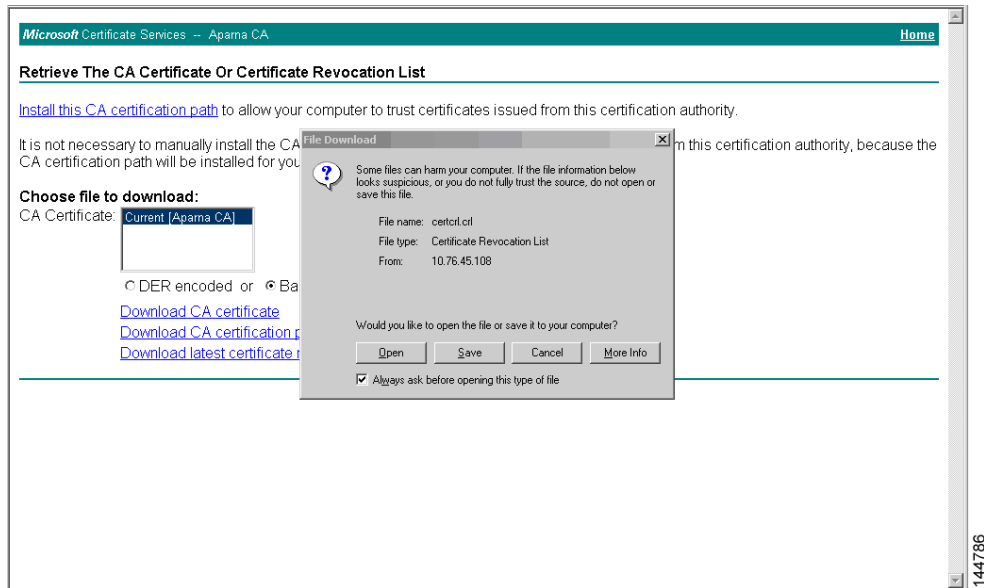 Microsoft Certificate Services -- Aparna CA Home
Retrieve The CA Certificate Or Certificate Revocation List
Install this CA certification path to allow your computer to trust certificates issued from this certification authority.
It is not necessary to manually install the CA
m this certification authority, because the
CA certification path will be installed for you
Choose file to download:
CA Certificate: Current [Aparna CA]
DER encoded or Ba
Download CA certificate
Download CA certification p
Download latest certificate r
File Download
Some files can harm your computer. If the file information below
looks suspicious, or you do not fully trust the source, do not open or
save this file.
File name: certcrl.crl
File type: Certificate Revocation List
From: 10.76.45.108
Would you like to open the file or save it to your computer?
Open Save Cancel More Info
Always ask before opening this type of file
144786